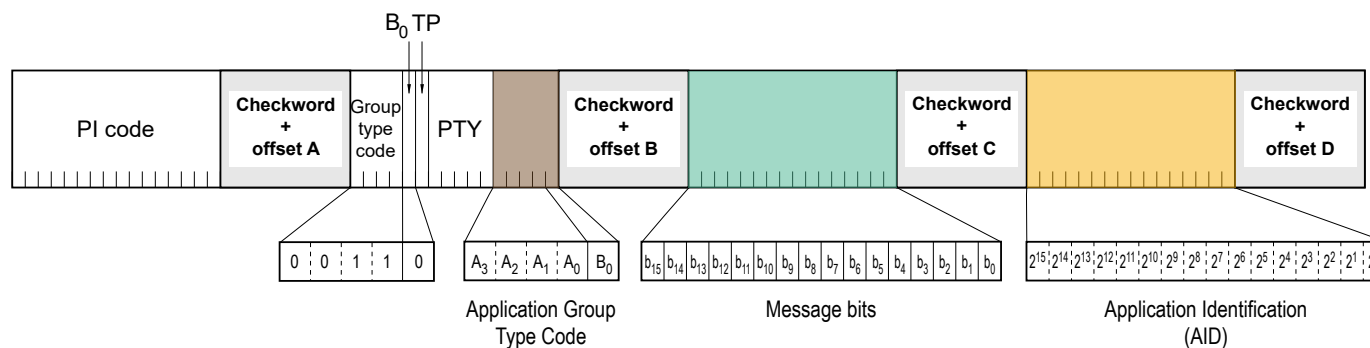 B0 TP
PI code
Checkword
+
offset A
Group
type
code
PTY
Checkword
+
offset B
Checkword
+
offset C
Checkword
+
offset D
0 0 1 1 0
A3 A2 A1 A0 B0
b15 b14 b13 b12 b11 b10 b9 b8 b7 b6 b5 b4 b3 b2 b1 b0
2^15 2^14 2^13 2^12 2^11 2^10 2^9 2^8 2^7 2^6 2^5 2^4 2^3 2^2 2^1
Application Group
Type Code
Message bits
Application Identification
(AID)